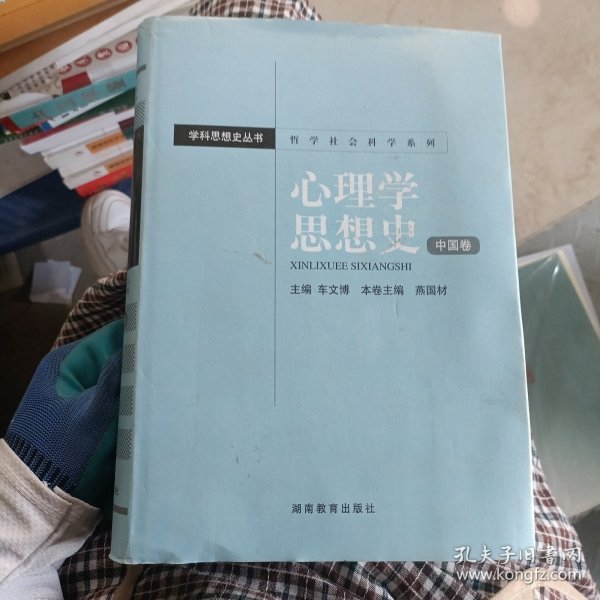 学科思想史丛书
哲学社会科学系列
心理学
思想史
中国卷
XINLIXUEE SIXIANGSHI
主编 车文博 本卷主编 燕国材
湖南教育出版社
孔夫子旧书网
www.kongfz.com